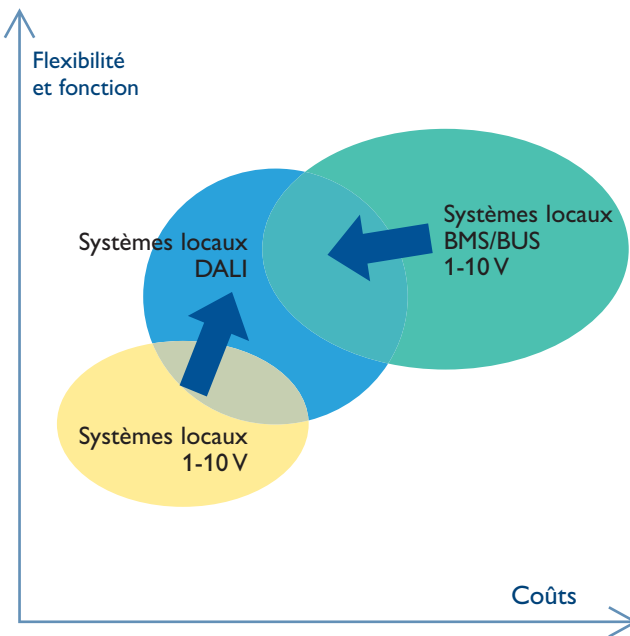 Flexibilité
et fonction
Systèmes locaux
BMS/BUS
1-10 V
Systèmes locaux
DALI
Systèmes locaux
1-10 V
Coûts